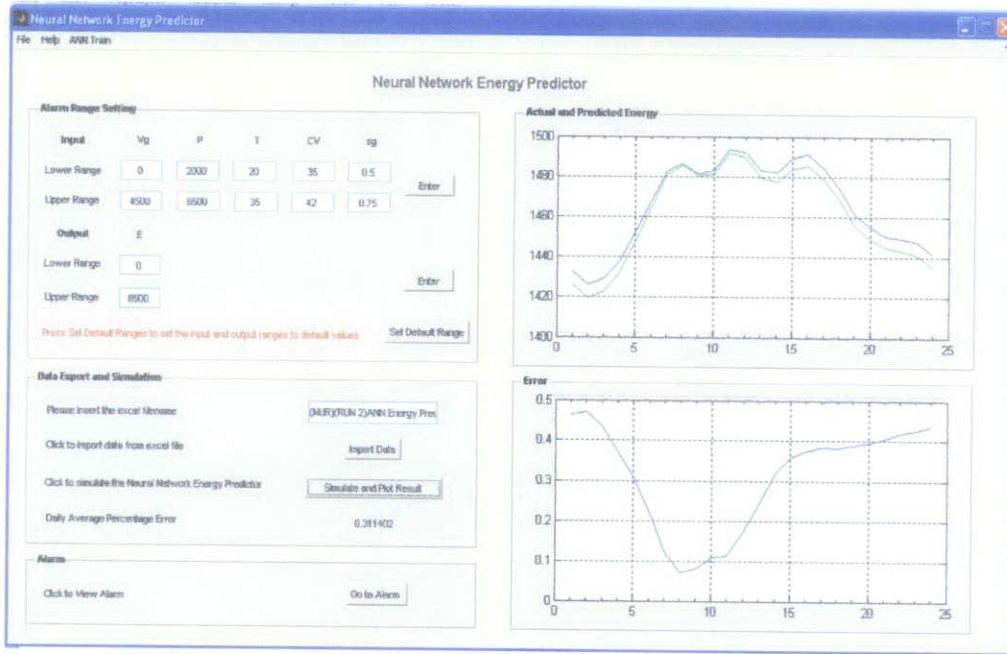 Neural Network Energy Predictor
File Help ANN Train
Neural Network Energy Predictor
Alarm Range Setting
Input Vg P T CV sg
Lower Range 0 2000 20 35 0.5
Enter
Upper Range 4500 6500 35 42 0.75
Output E
Lower Range 0
Enter
Upper Range 8500
Press Set Default Ranges to set the input and output ranges to default values
Set Default Range
Data Export and Simulation
Please insert the excel filename
(NUR)(RUN 2)ANN Energy Pres
Click to import data from excel file
Import Data
Click to simulate the Neural Network Energy Predictor
Simulate and Plot Result
Daily Average Percentage Error 0.311402
Alarm
Click to View Alarm
Go to Alarm
Actual and Predicted Energy
1500
1480
1460
1440
1420
1400
0 5 10 15 20 25
Error
0.5
0.4
0.3
0.2
0.1
0
0 5 10 15 20 25